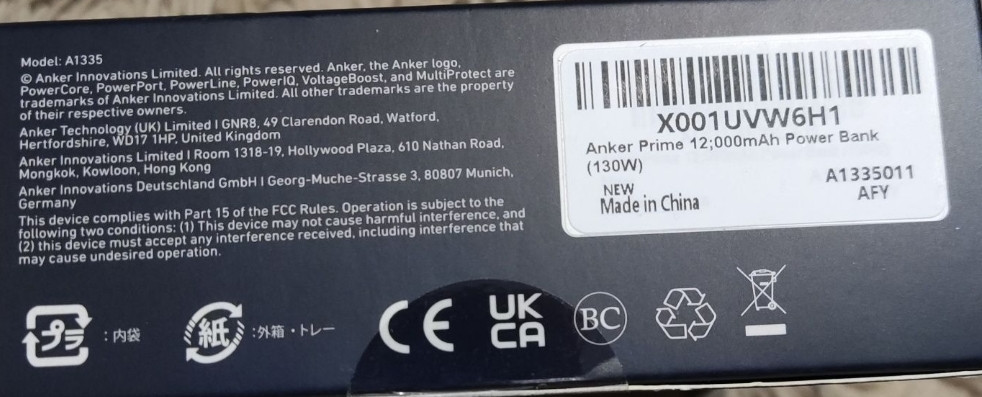 Model: A1335
© Anker Innovations Limited. All rights reserved. Anker, the Anker logo,
PowerCore, PowerPort, PowerLine, PowerIQ, VoltageBoost, and MultiProtect are
trademarks of Anker Innovations Limited. All other trademarks are the property
of their respective owners.
Anker Technology (UK) Limited I GNR8, 49 Clarendon Road, Watford,
Hertfordshire, WD17 1HP, United Kingdom
Anker Innovations Limited I Room 1318-19, Hollywood Plaza, 610 Nathan Road,
Mongkok, Kowloon, Hong Kong
Anker Innovations Deutschland GmbH I Georg-Muche-Strasse 3, 80807 Munich,
Germany
This device complies with Part 15 of the FCC Rules. Operation is subject to the
following two conditions: (1) This device may not cause harmful interference, and
(2) this device must accept any interference received, including interference that
may cause undesired operation.
X001UVW6H1
Anker Prime 12;000mAh Power Bank
(130W)
A1335011
NEW
AFY
Made in China
プラ :内袋
紙 :外箱・トレー
CE
UK
CA
BC